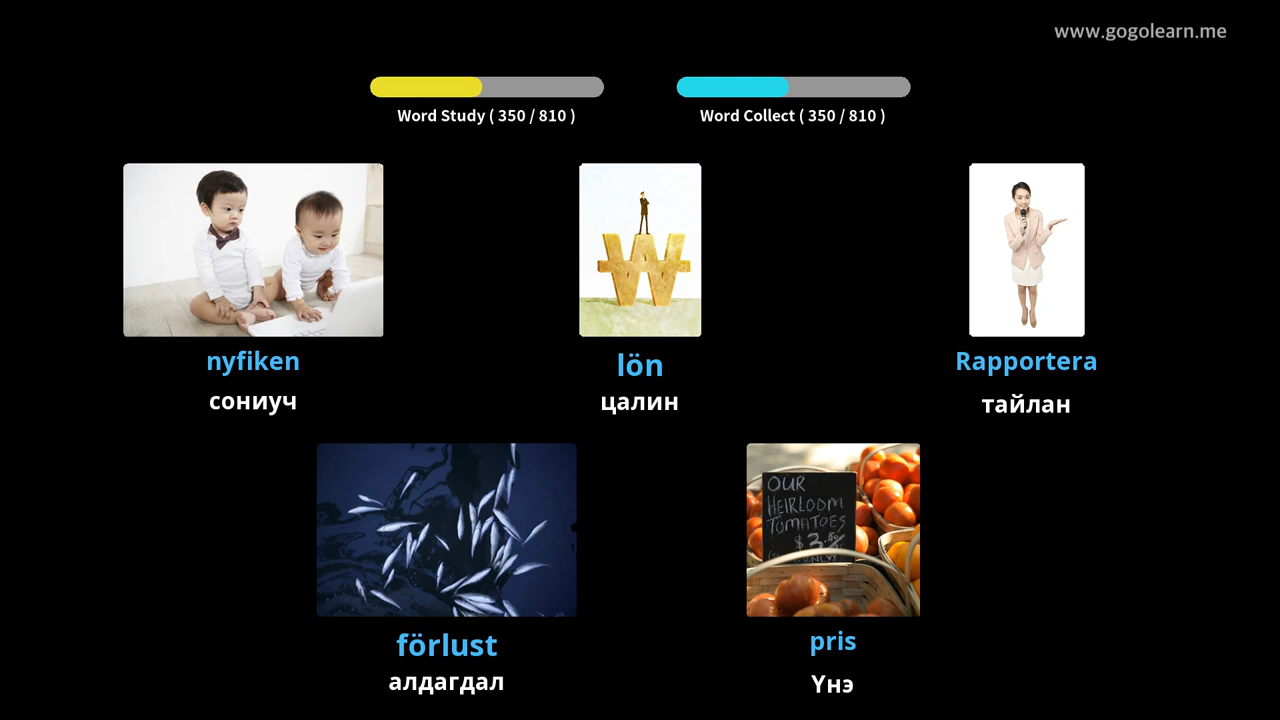 www.gogolearn.me
Word Study ( 350 / 810 )
Word Collect ( 350 / 810 )
nyfiken
сониуч
lön
цалин
Rapportera
тайлан
OUR
HEIRLOOM
TOMATOES
förlust
алдагдал
pris
Үнэ